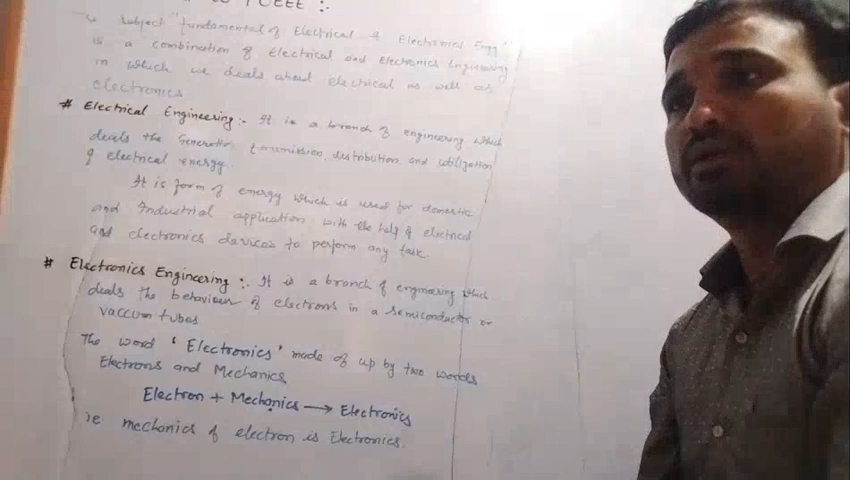 FOEEE :-
subject "fundamental of Electrical & Electronics Engg"
is a combination of Electrical and Electronics Engineering
in which we deals about electrical as well as
electronics
# Electrical Engineering:- It is a branch of engineering which
deals the Generation, transmission, distribution and utilization
of electrical energy.
It is form of energy which is used for domestic
and Industrial application with the help of electrical
and electronics devices to perform any task.
# Electronics Engineering :- It is a branch of engineering which
deals the behaviour of electrons in a semiconductor or
vaccum tubes
The word 'Electronics' made of up by two words
Electrons and Mechanics
Electron + Mechanics → Electronics
ie mechanics of electron is Electronics.